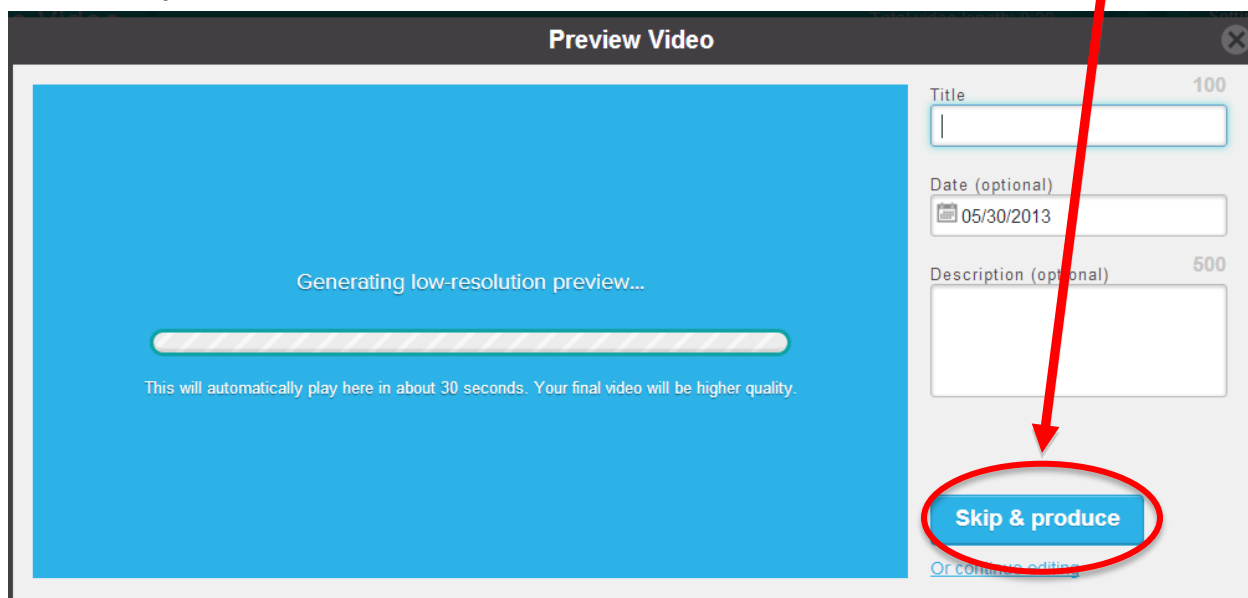 Preview Video
Title
100
Date (optional)
05/30/2013
Description (optional)
500
Generating low-resolution preview...
This will automatically play here in about 30 seconds. Your final video will be higher quality.
Skip & produce
Or continue editing